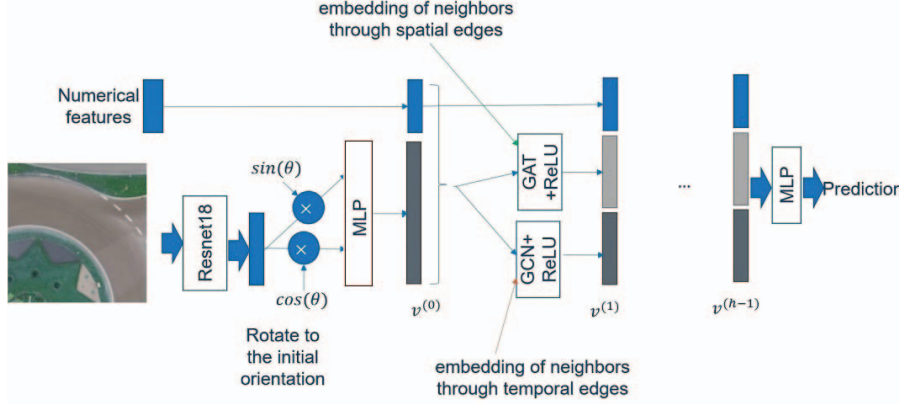 embedding of neighbors
through spatial edges
Numerical
features
sin(θ)
×
×
cos(θ)
Resnet18
MLP
Rotate to
the initial
orientation
v^(0)
GAT
+ReLU
GCN+
ReLU
embedding of neighbors
through temporal edges
v^(1)
...
v^(h−1)
MLP
Prediction